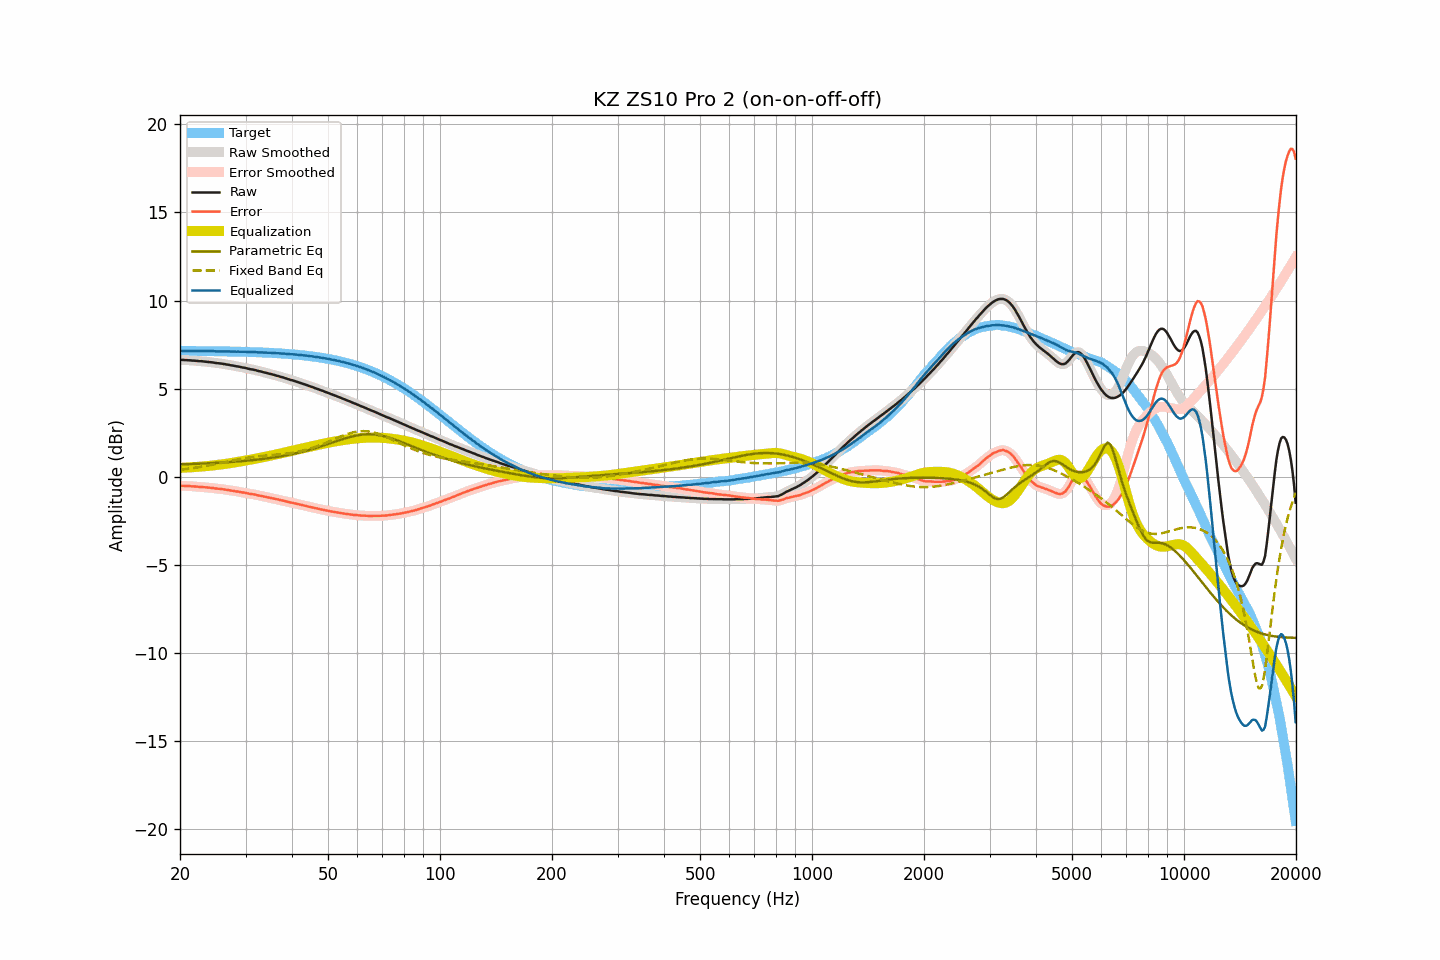 KZ ZS10 Pro 2 (on-on-off-off)
20
15
10
5
0
−5
−10
−15
−20
Amplitude (dBr)
Target
Raw Smoothed
Error Smoothed
Raw
Error
Equalization
Parametric Eq
Fixed Band Eq
Equalized
20 50 100 200 500 1000 2000 5000 10000 20000
Frequency (Hz)